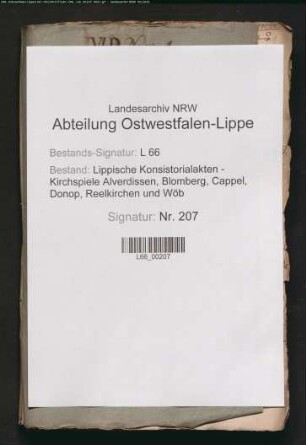 Landesarchiv NRW
Abteilung Ostwestfalen-Lippe
Bestands-Signatur: L 66
Bestand: Lippische Konsistorialakten -
Kirchspiele Alverdissen, Blomberg, Cappel,
Donop, Reelkirchen und Wöb
Signatur: Nr. 207
L66_00207